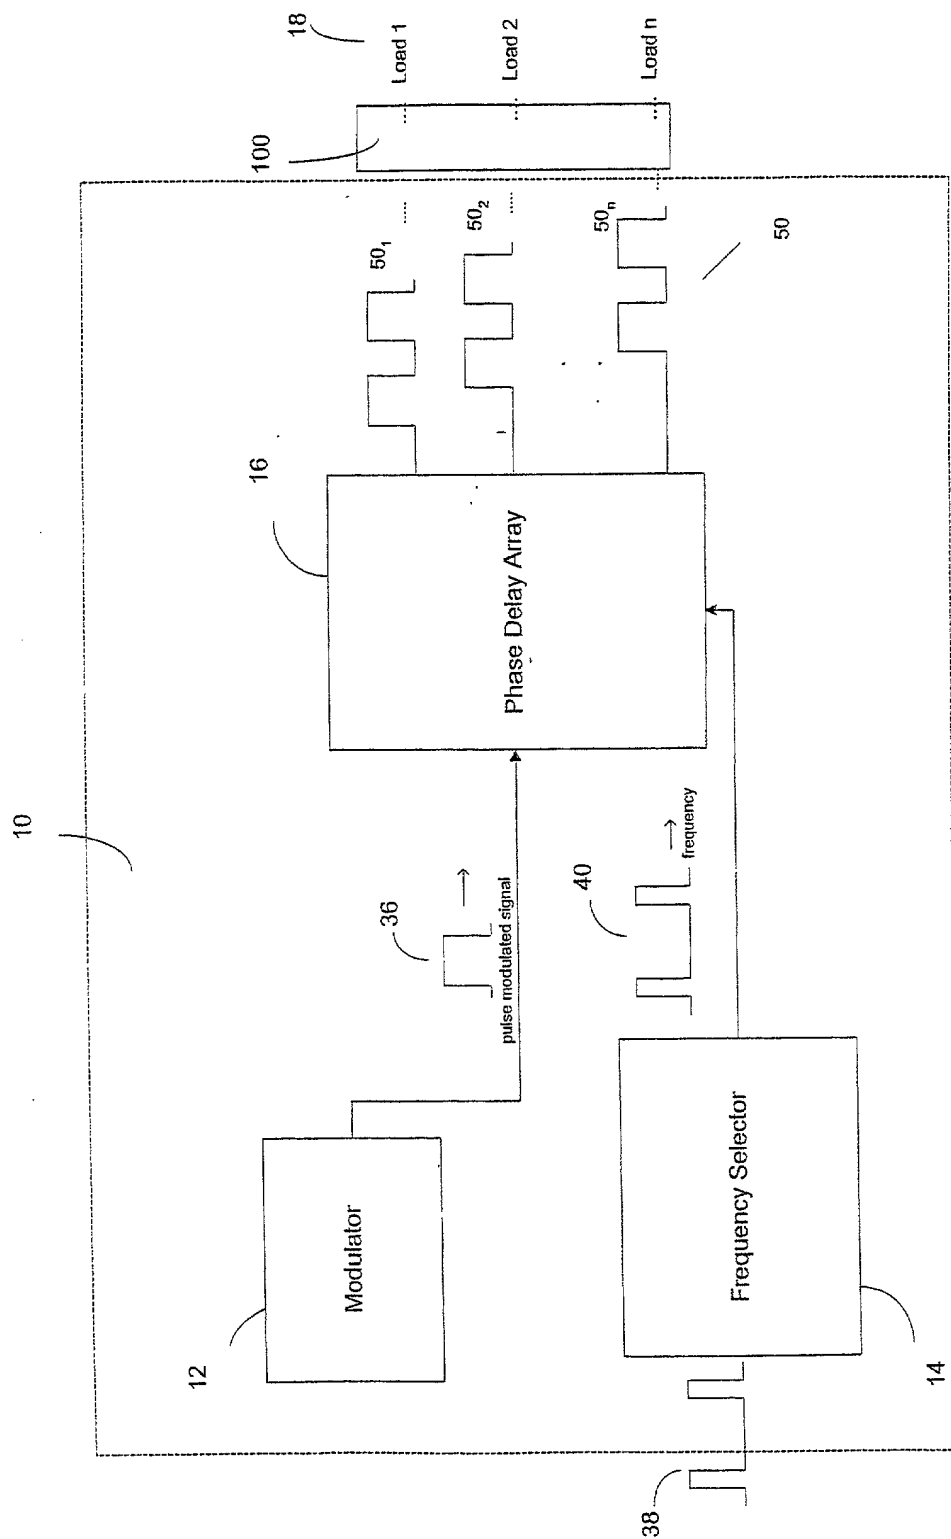 10
12
Modulator
36
pulse modulated signal
16
Phase Delay Array
50₁
50₂
50ₙ
50
100
18
Load 1
Load 2
Load n
38
14
Frequency Selector
40
frequency